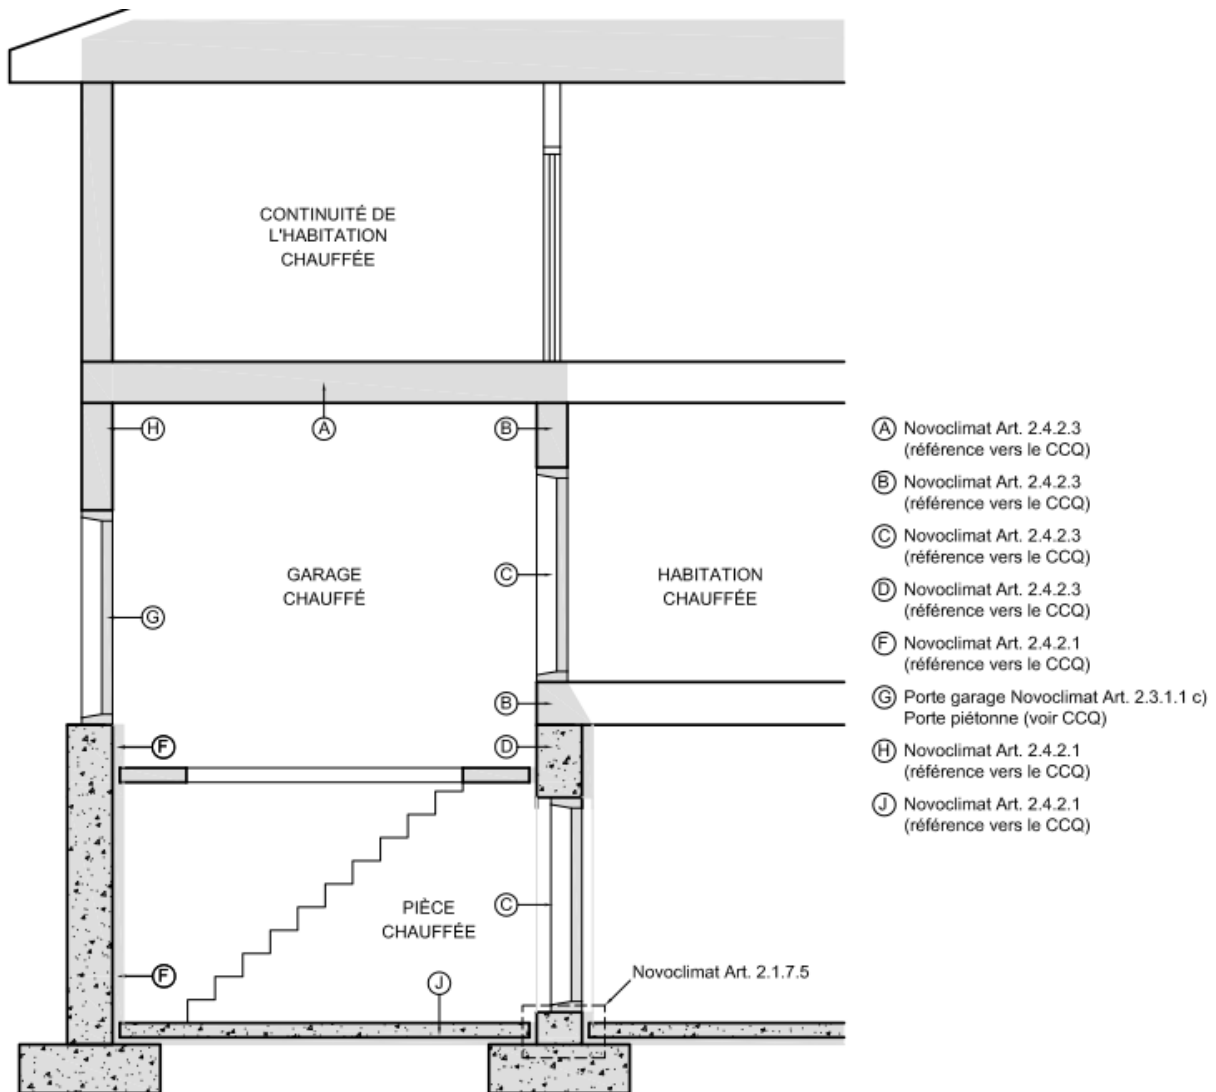 CONTINUITÉ DE
L'HABITATION
CHAUFFÉE
H
A
B
GARAGE
CHAUFFÉ
C
HABITATION
CHAUFFÉE
G
B
F
D
PIÈCE
CHAUFFÉE
C
F
J
Novoclimat Art. 2.1.7.5
A Novoclimat Art. 2.4.2.3
(référence vers le CCQ)
B Novoclimat Art. 2.4.2.3
(référence vers le CCQ)
C Novoclimat Art. 2.4.2.3
(référence vers le CCQ)
D Novoclimat Art. 2.4.2.3
(référence vers le CCQ)
F Novoclimat Art. 2.4.2.1
(référence vers le CCQ)
G Porte garage Novoclimat Art. 2.3.1.1 c)
Porte piétonne (voir CCQ)
H Novoclimat Art. 2.4.2.1
(référence vers le CCQ)
J Novoclimat Art. 2.4.2.1
(référence vers le CCQ)